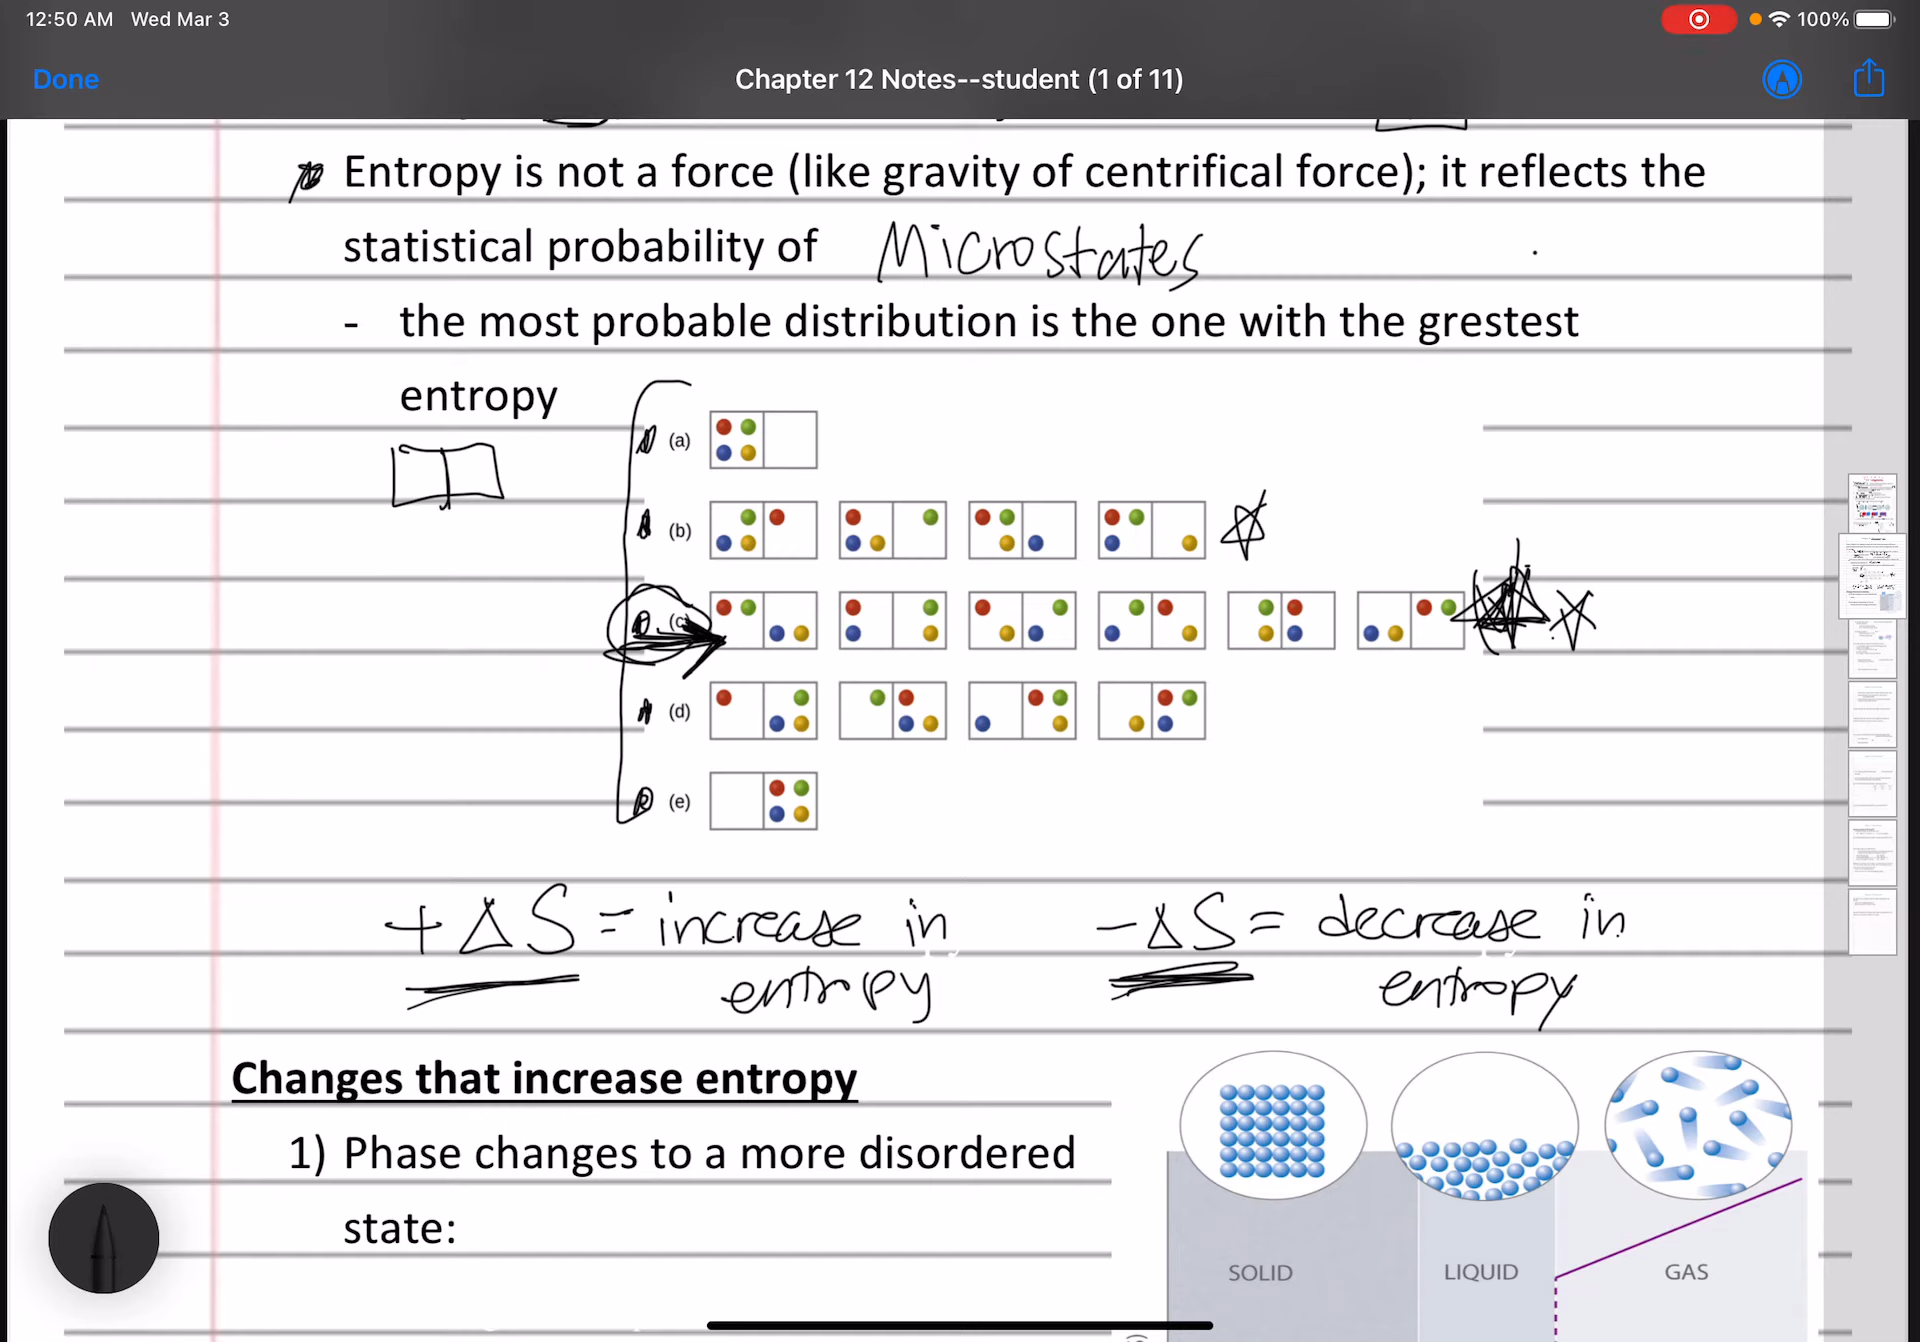 12:50 AM Wed Mar 3
100%
Done
Chapter 12 Notes--student (1 of 11)
Entropy is not a force (like gravity of centrifical force); it reflects the
statistical probability of Microstates
- the most probable distribution is the one with the grestest
entropy
(a)
(b)
(c)
(d)
(e)
+ΔS = increase in
entropy
-ΔS = decrease in
entropy
Changes that increase entropy
1) Phase changes to a more disordered
state:
SOLID
LIQUID
GAS